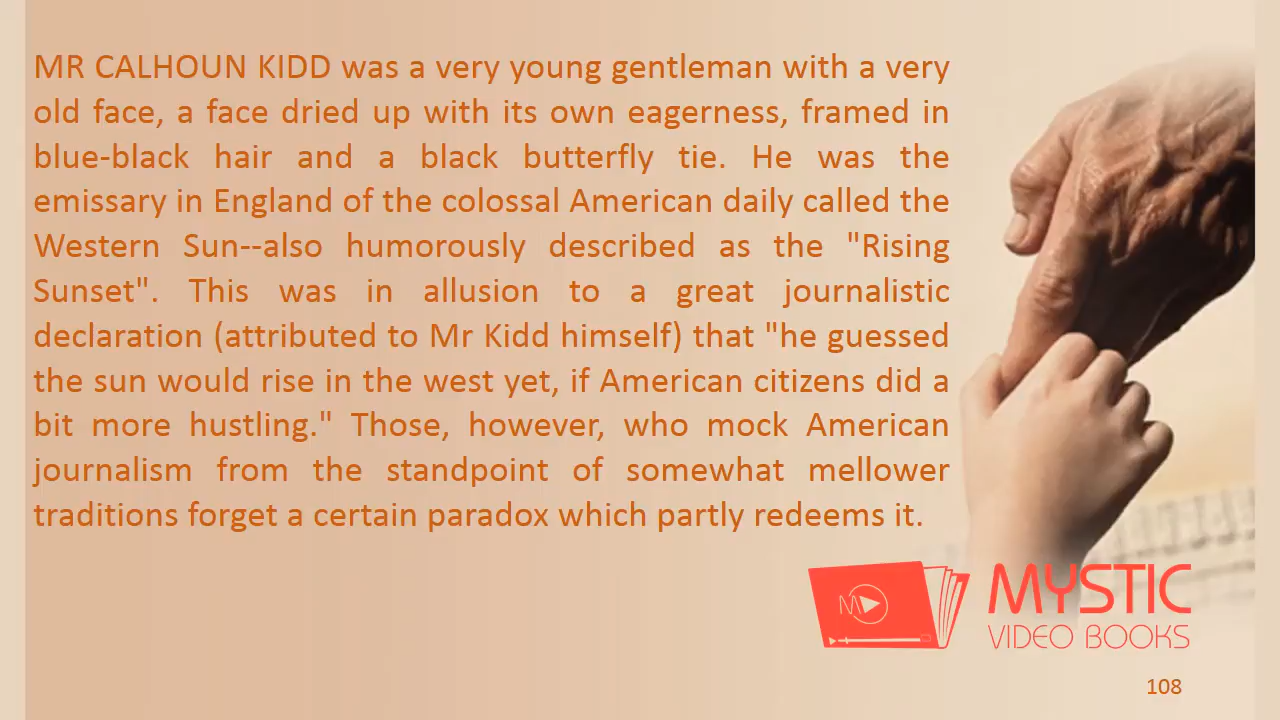 MR CALHOUN KIDD was a very young gentleman with a very
old face, a face dried up with its own eagerness, framed in
blue-black hair and a black butterfly tie. He was the
emissary in England of the colossal American daily called the
Western Sun--also humorously described as the "Rising
Sunset". This was in allusion to a great journalistic
declaration (attributed to Mr Kidd himself) that "he guessed
the sun would rise in the west yet, if American citizens did a
bit more hustling." Those, however, who mock American
journalism from the standpoint of somewhat mellower
traditions forget a certain paradox which partly redeems it.
M
MYSTIC
VIDEO BOOKS
108